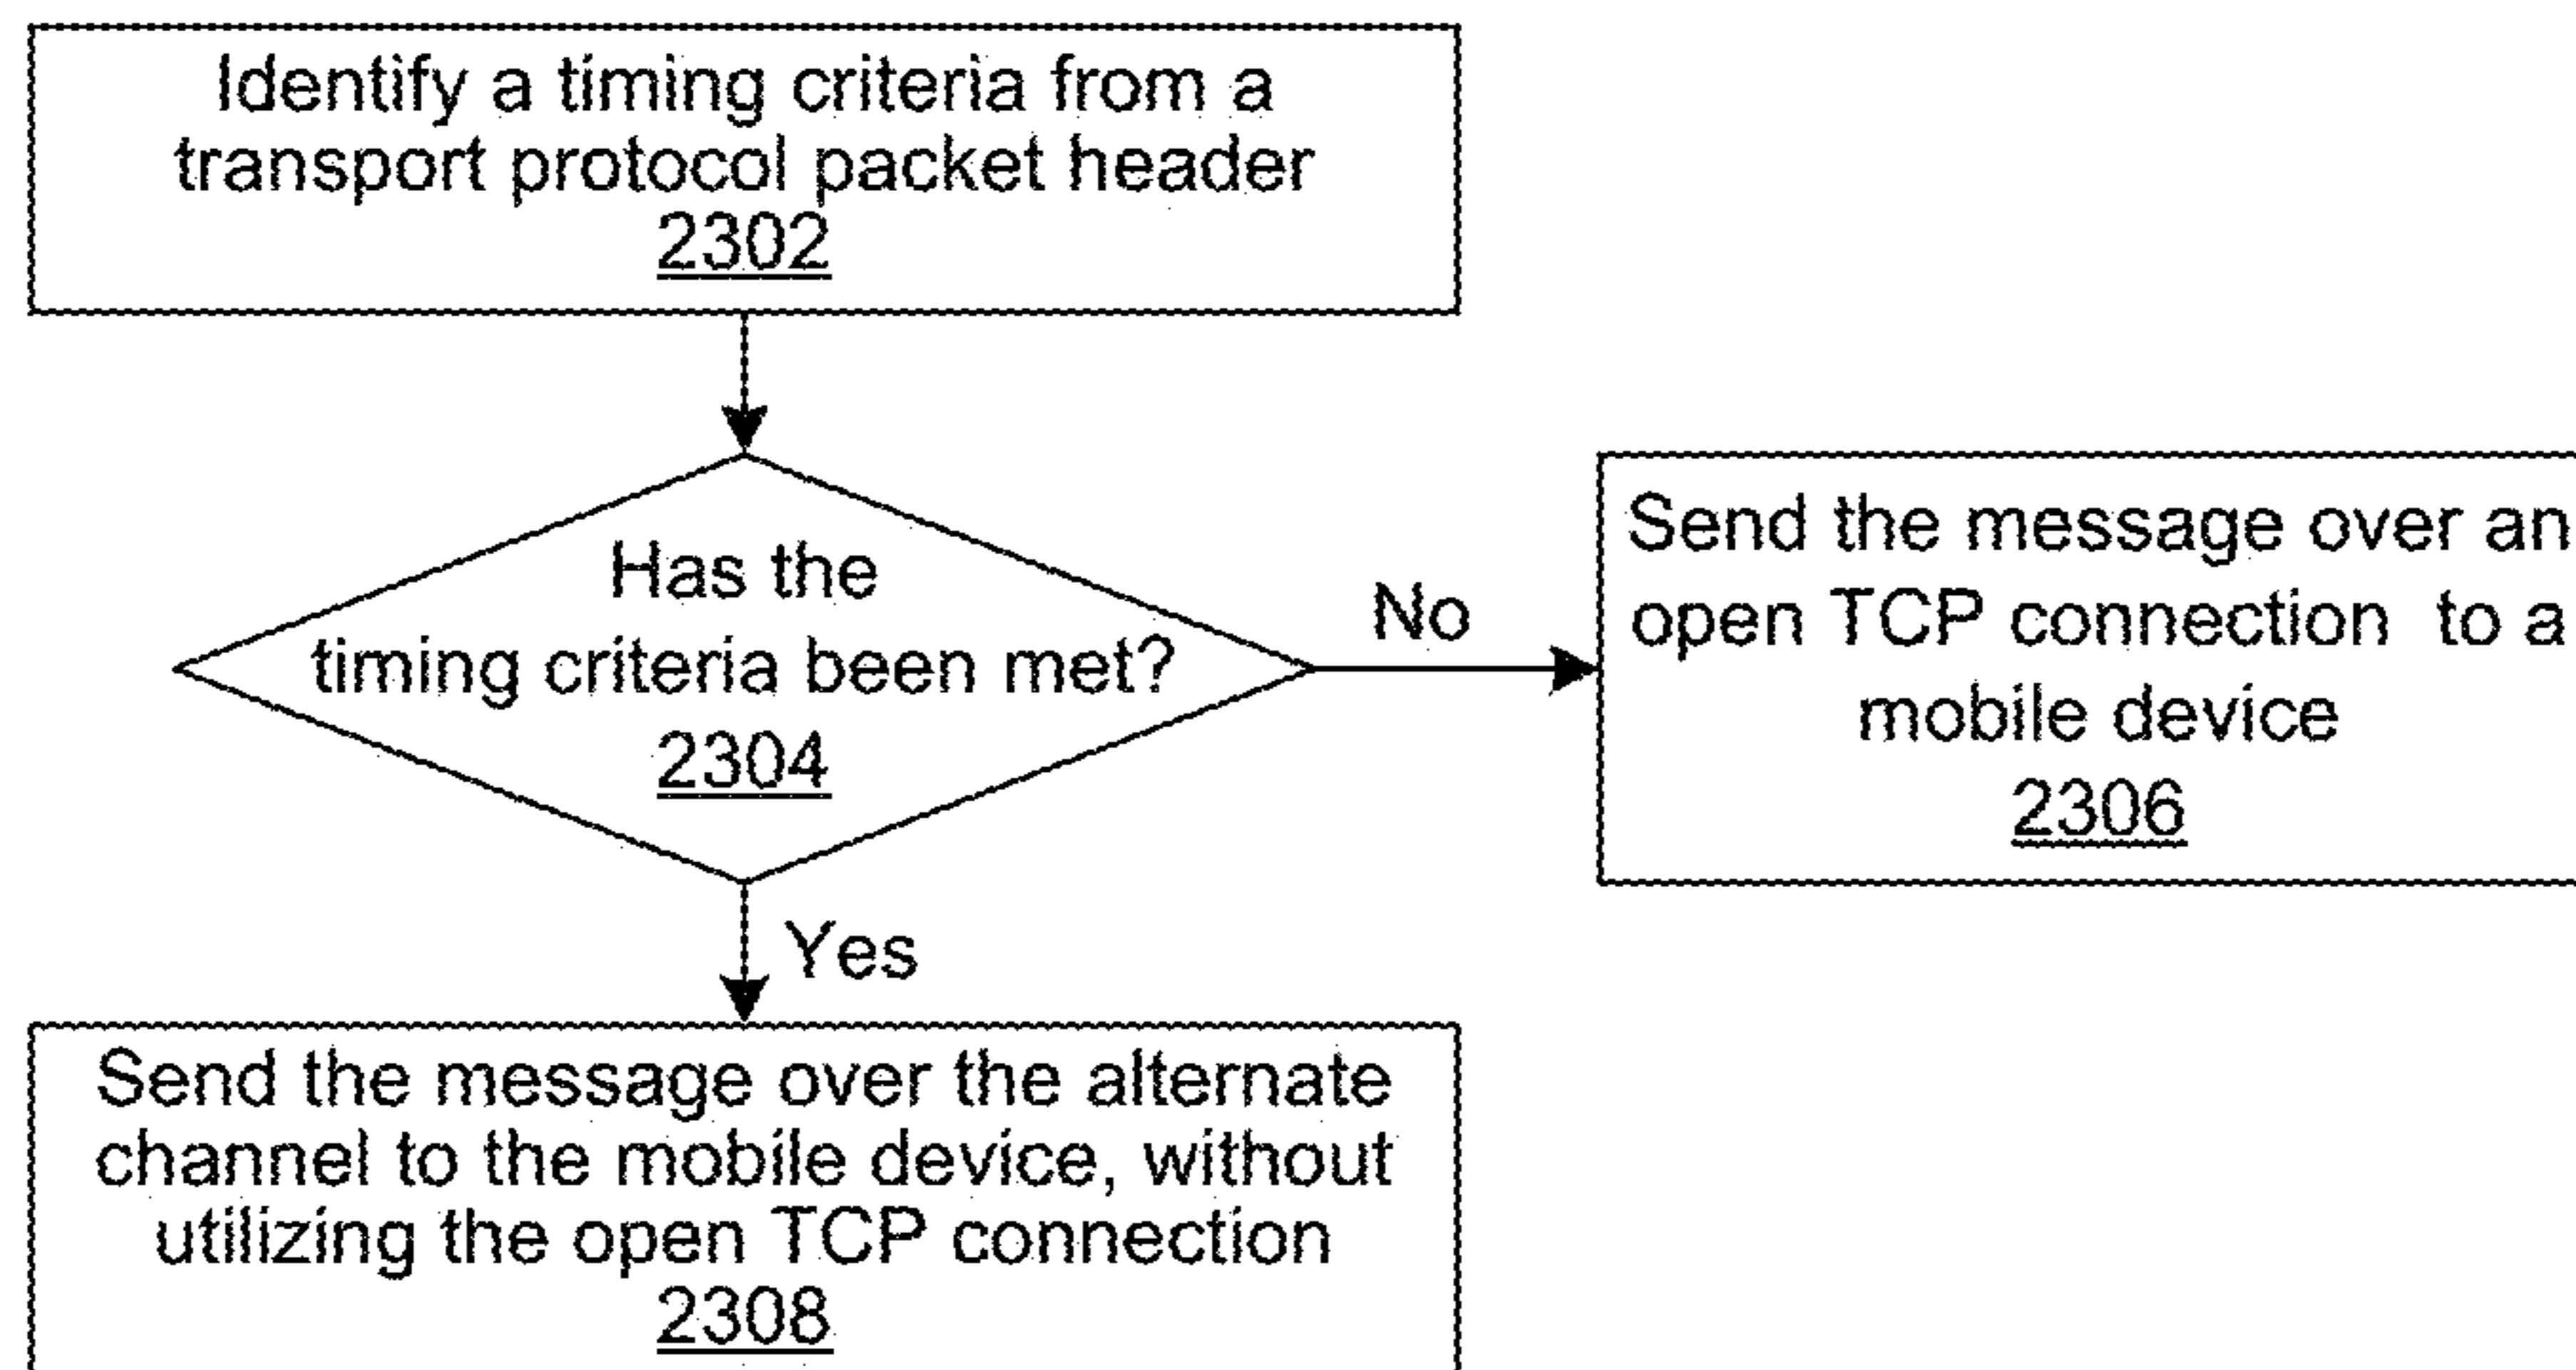 Identify a timing criteria from a
transport protocol packet header
2302
Has the
timing criteria been met?
2304
No
Send the message over an
open TCP connection to a
mobile device
2306
Yes
Send the message over the alternate
channel to the mobile device, without
utilizing the open TCP connection
2308